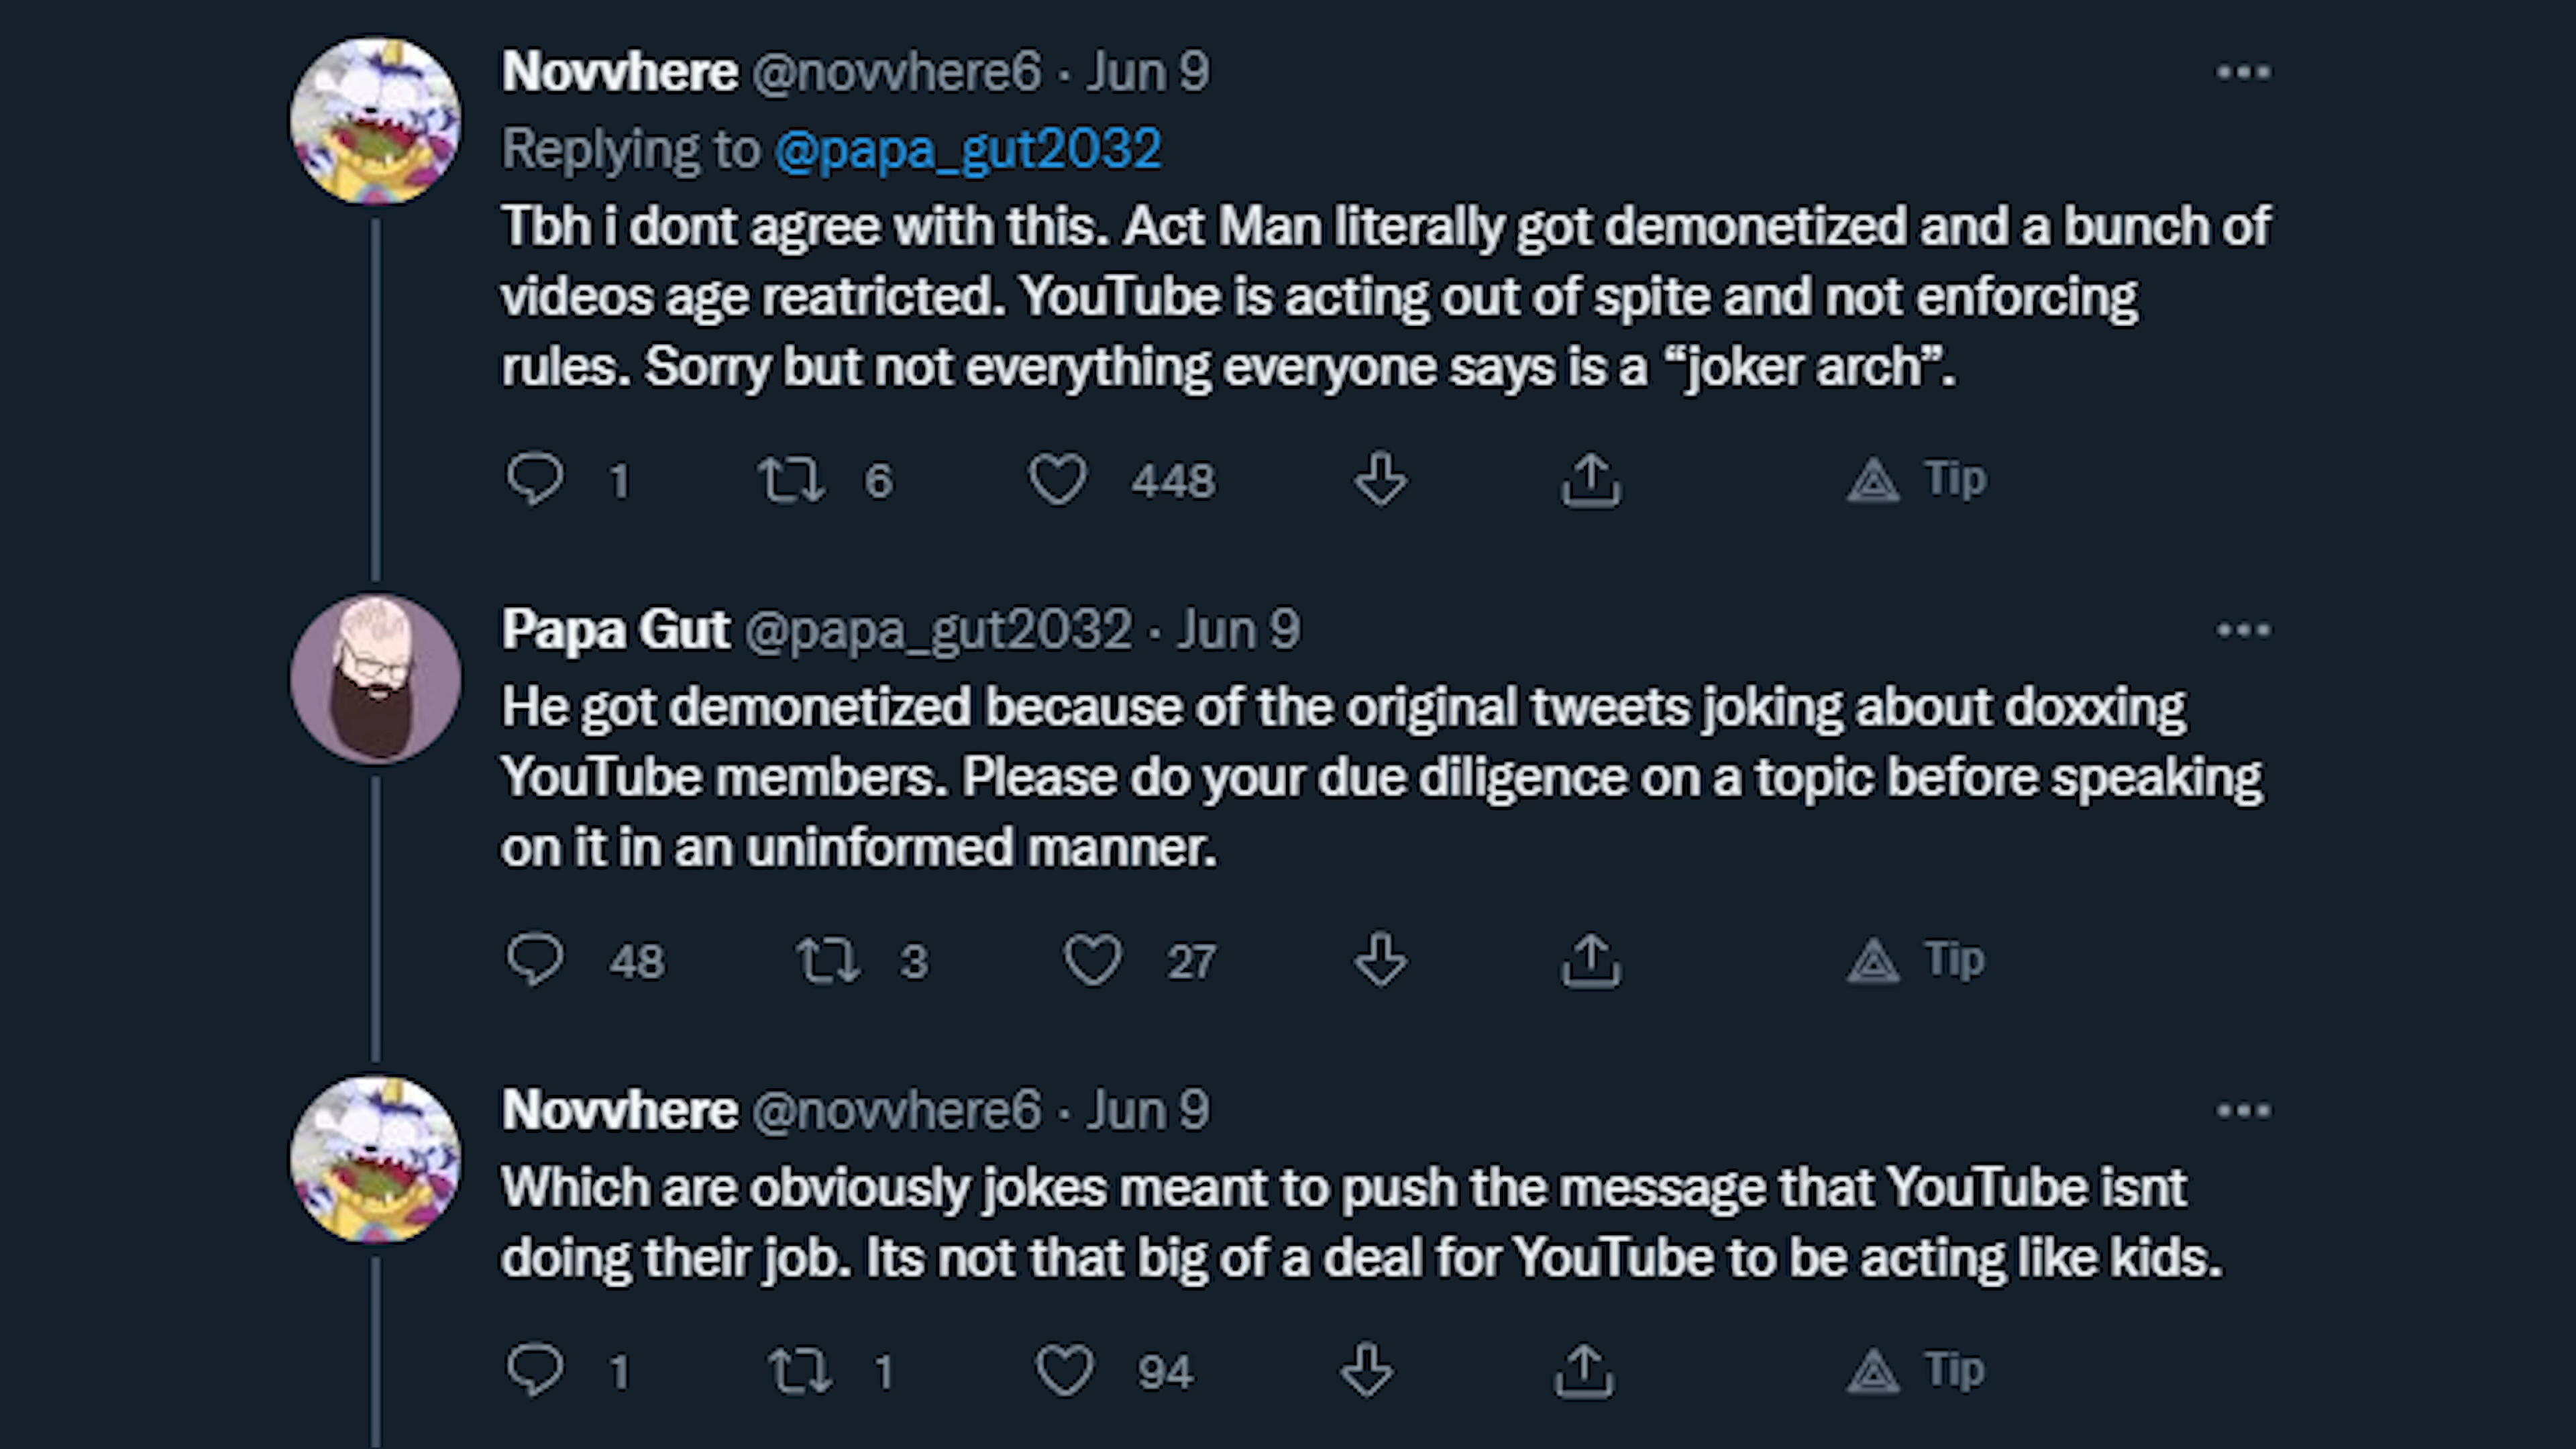 Novvhere @novvhere6 · Jun 9
Replying to @papa_gut2032
Tbh i dont agree with this. Act Man literally got demonetized and a bunch of
videos age reatricted. YouTube is acting out of spite and not enforcing
rules. Sorry but not everything everyone says is a “joker arch”.
1 6 448 Tip
Papa Gut @papa_gut2032 · Jun 9
He got demonetized because of the original tweets joking about doxxing
YouTube members. Please do your due diligence on a topic before speaking
on it in an uninformed manner.
48 3 27 Tip
Novvhere @novvhere6 · Jun 9
Which are obviously jokes meant to push the message that YouTube isnt
doing their job. Its not that big of a deal for YouTube to be acting like kids.
1 1 94 Tip